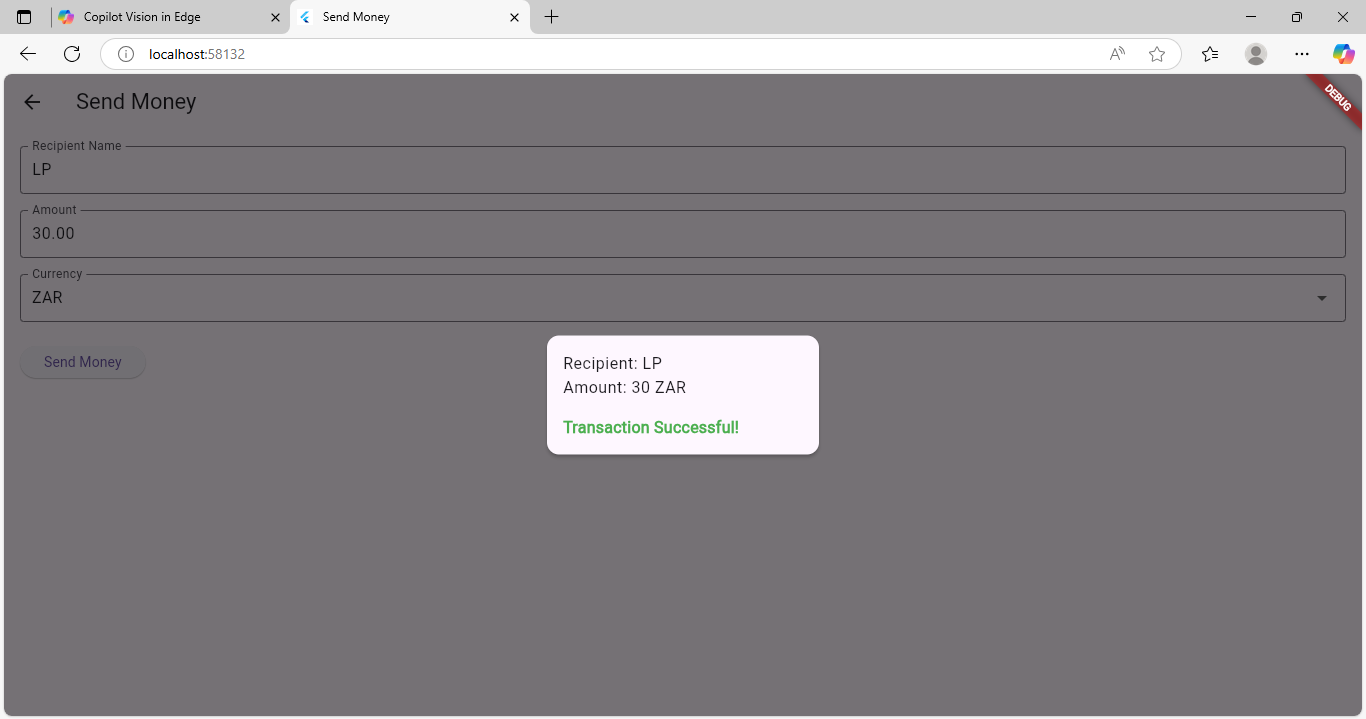 Copilot Vision in Edge
Send Money
localhost:58132
Send Money
DEBUG
Recipient Name
LP
Amount
30.00
Currency
ZAR
Send Money
Recipient: LP
Amount: 30 ZAR
Transaction Successful!